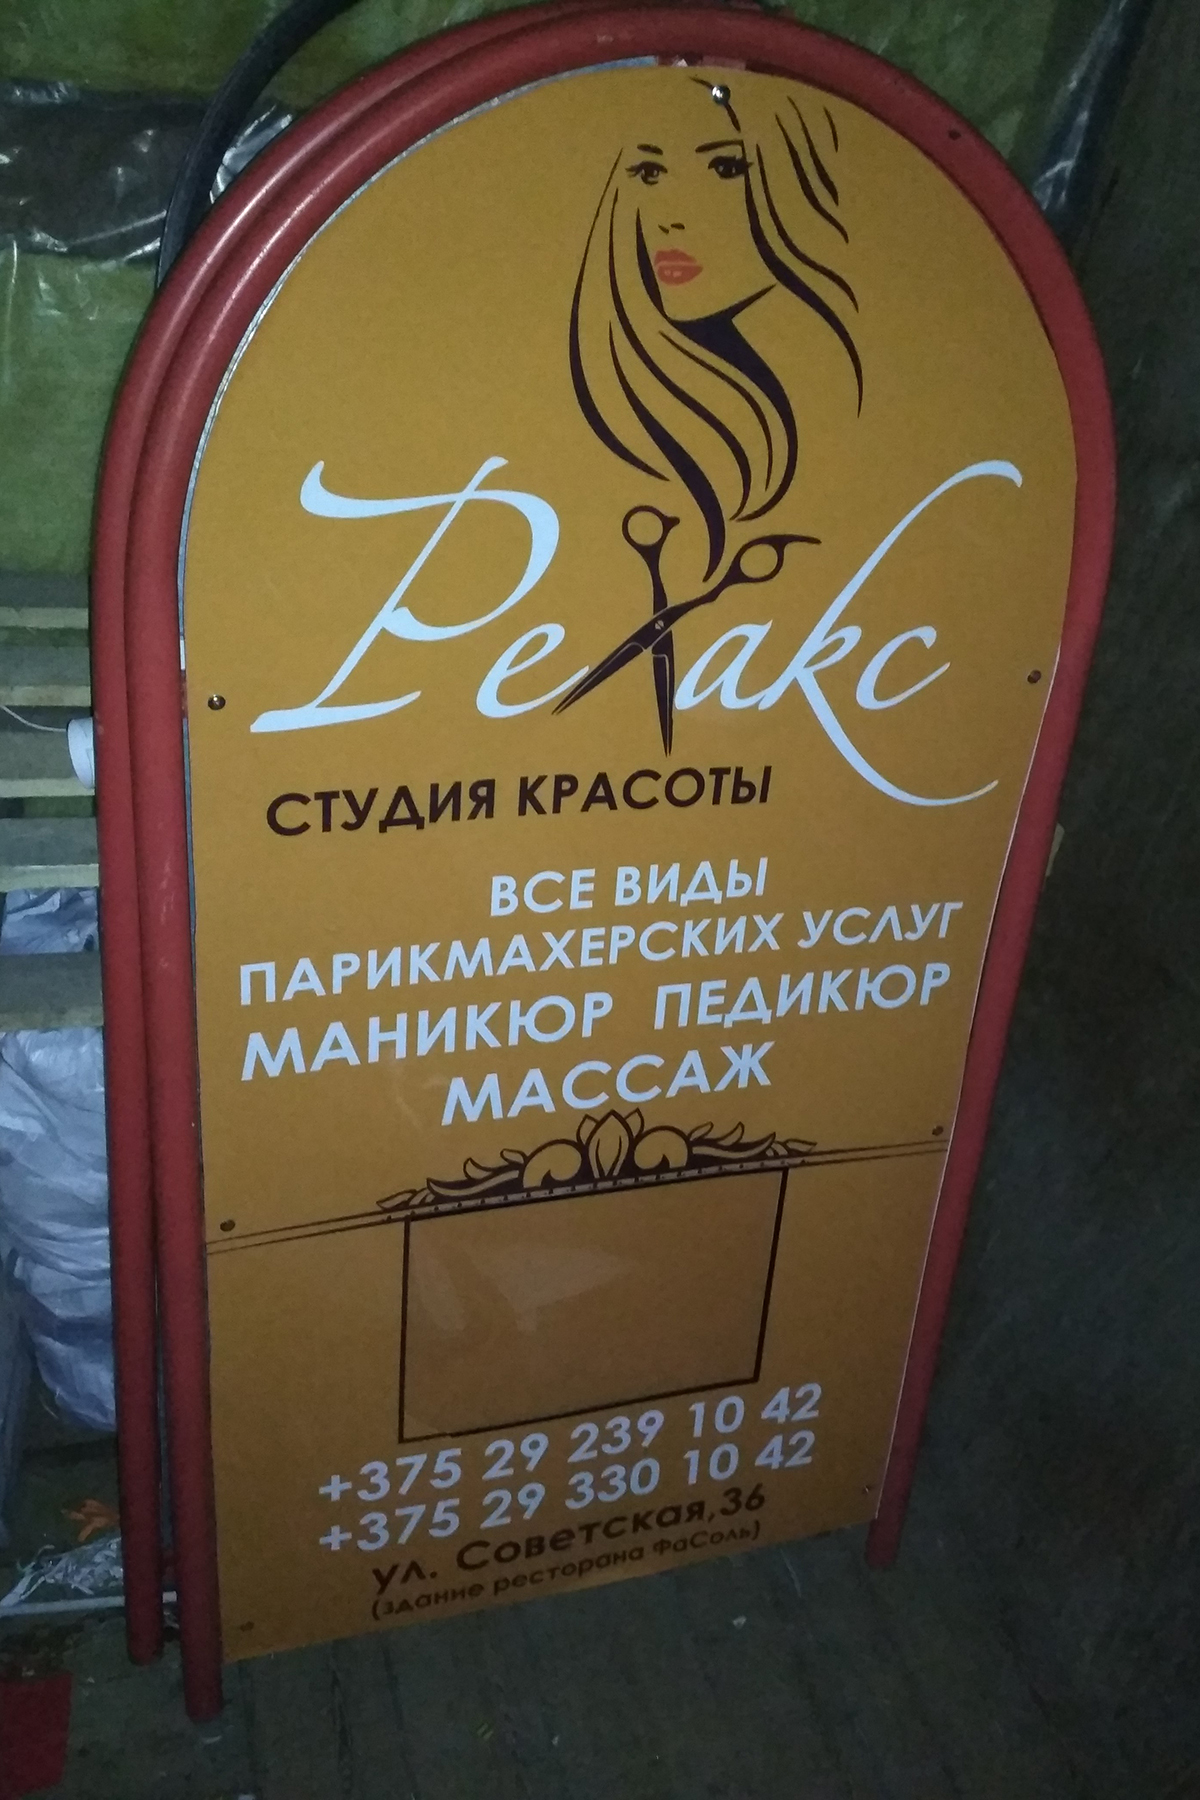 Релакс
СТУДИЯ КРАСОТЫ
ВСЕ ВИДЫ
ПАРИКМАХЕРСКИХ УСЛУГ
МАНИКЮР ПЕДИКЮР
МАССАЖ
+375 29 239 10 42
+375 29 330 10 42
ул. Советская,36
(здание ресторана ФаСоль)